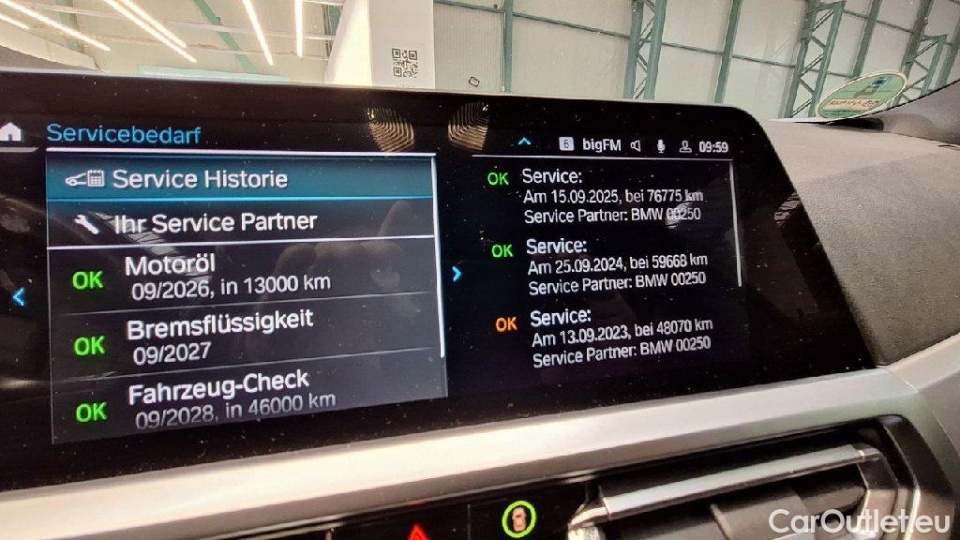 Servicebedarf
6 bigFM 09:59
Service Historie
Ihr Service Partner
OK Motoröl
09/2026, in 13000 km
OK Bremsflüssigkeit
09/2027
OK Fahrzeug-Check
09/2028, in 46000 km
OK Service:
Am 15.09.2025, bei 76775 km
Service Partner: BMW 00250
OK Service:
Am 25.09.2024, bei 59668 km
Service Partner: BMW 00250
OK Service:
Am 13.09.2023, bei 48070 km
Service Partner: BMW 00250
CarOutlet.eu